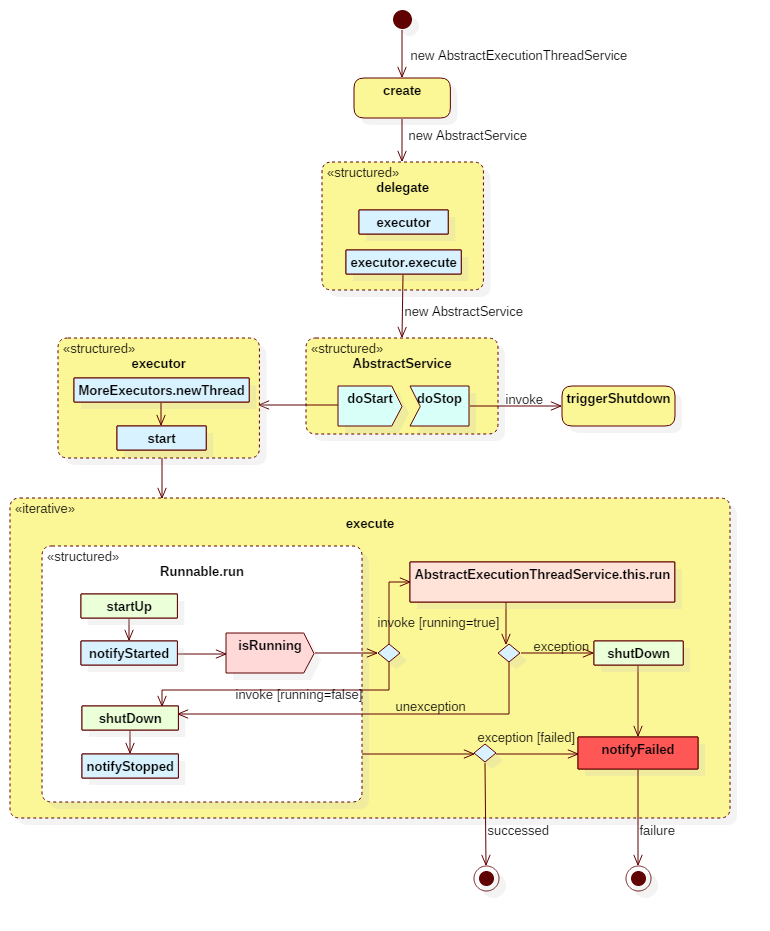 new AbstractExecutionThreadService
create
new AbstractService
«structured»
delegate
executor
executor.execute
new AbstractService
«structured»
executor
MoreExecutors.newThread
start
«structured»
AbstractService
doStart
doStop
invoke
triggerShutdown
«iterative»
execute
«structured»
Runnable.run
startUp
notifyStarted
isRunning
AbstractExecutionThreadService.this.run
invoke [running=true]
exception
shutDown
invoke [running=false]
unexception
shutDown
notifyStopped
exception [failed]
notifyFailed
successed
failure